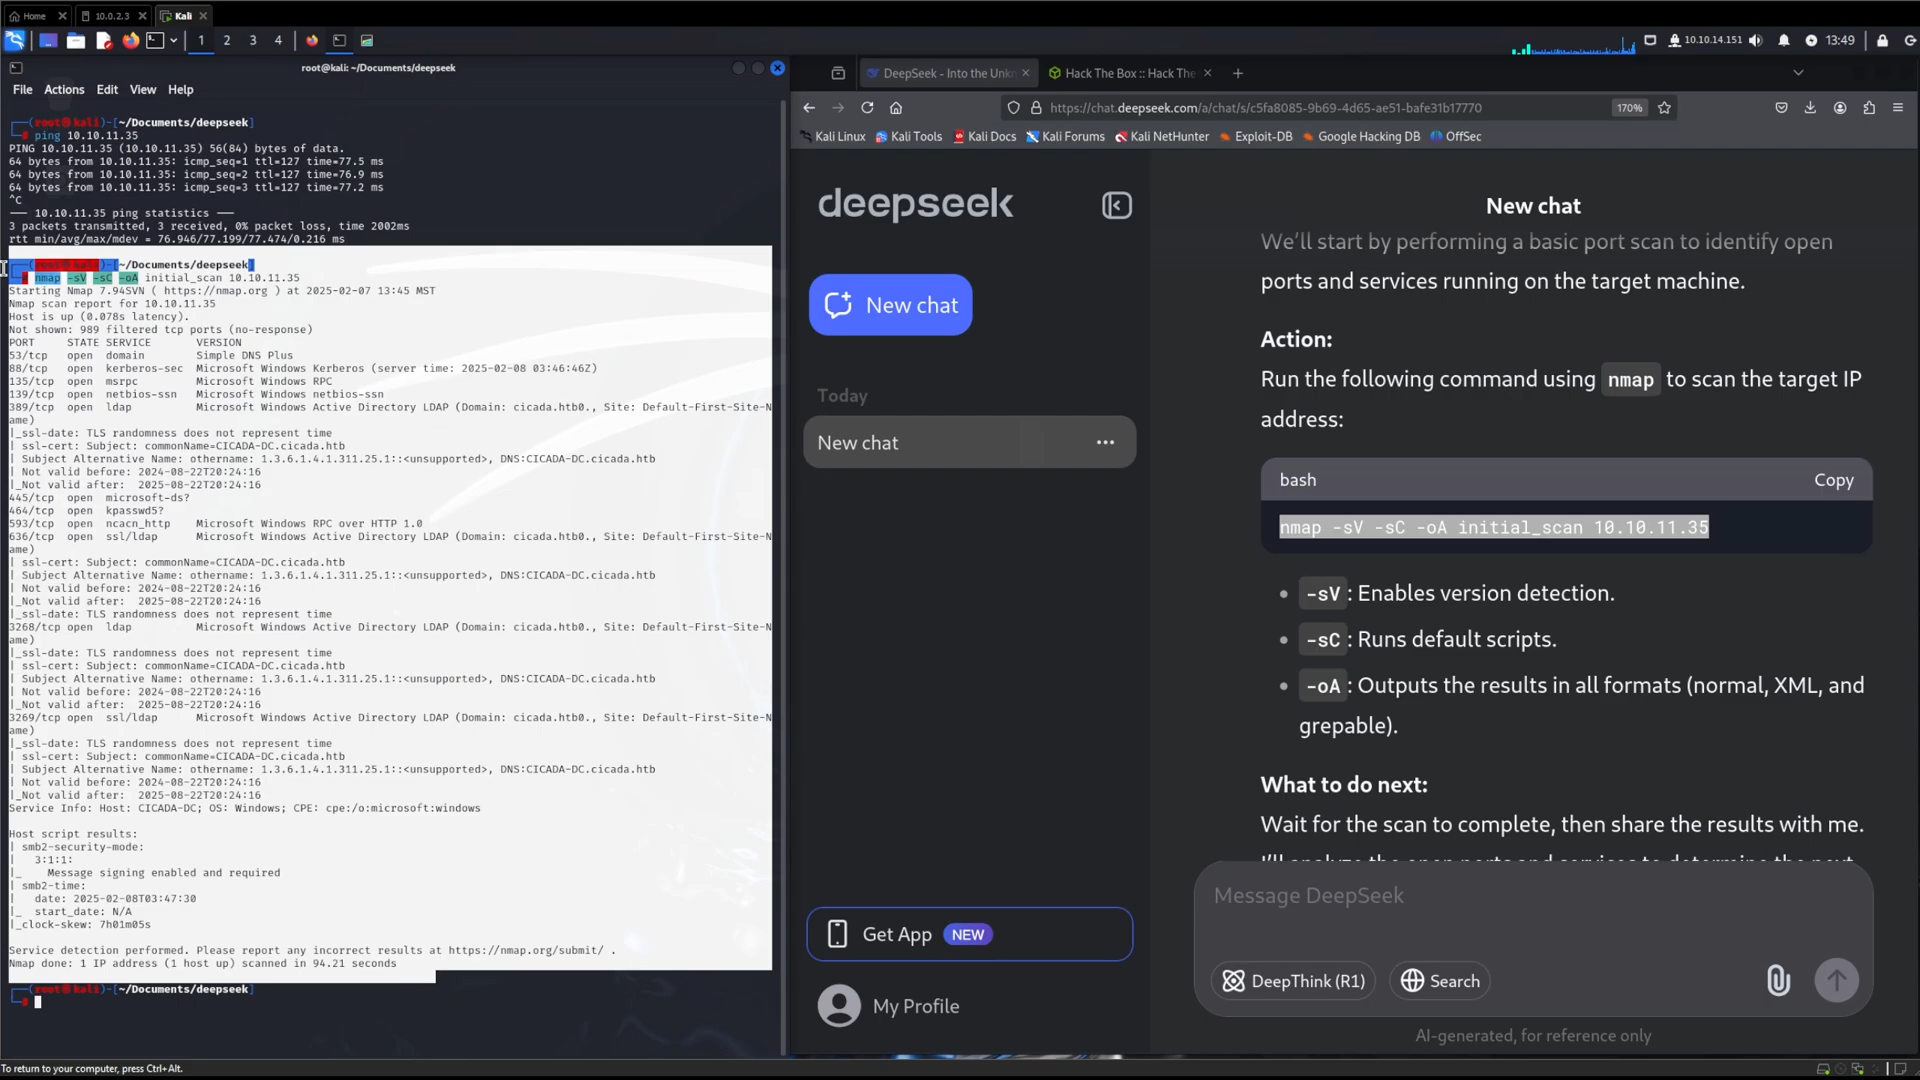 Home
10.0.2.3
Kali
1 2 3 4
10.10.14.151
13:49
root@kali: ~/Documents/deepseek
File Actions Edit View Help
┌──(root㉿kali)-[~/Documents/deepseek]
└─# ping 10.10.11.35
PING 10.10.11.35 (10.10.11.35) 56(84) bytes of data.
64 bytes from 10.10.11.35: icmp_seq=1 ttl=127 time=77.5 ms
64 bytes from 10.10.11.35: icmp_seq=2 ttl=127 time=76.9 ms
64 bytes from 10.10.11.35: icmp_seq=3 ttl=127 time=77.2 ms
^C
── 10.10.11.35 ping statistics ──
3 packets transmitted, 3 received, 0% packet loss, time 2002ms
rtt min/avg/max/mdev = 76.946/77.199/77.474/0.216 ms
┌──(root㉿kali)-[~/Documents/deepseek]
└─# nmap -sV -sC -oA initial_scan 10.10.11.35
Starting Nmap 7.94SVN ( https://nmap.org ) at 2025-02-07 13:45 MST
Nmap scan report for 10.10.11.35
Host is up (0.078s latency).
Not shown: 989 filtered tcp ports (no-response)
PORT STATE SERVICE VERSION
53/tcp open domain Simple DNS Plus
88/tcp open kerberos-sec Microsoft Windows Kerberos (server time: 2025-02-08 03:46:46Z)
135/tcp open msrpc Microsoft Windows RPC
139/tcp open netbios-ssn Microsoft Windows netbios-ssn
389/tcp open ldap Microsoft Windows Active Directory LDAP (Domain: cicada.htb0., Site: Default-First-Site-N
ame)
|_ssl-date: TLS randomness does not represent time
| ssl-cert: Subject: commonName=CICADA-DC.cicada.htb
| Subject Alternative Name: othername: 1.3.6.1.4.1.311.25.1::<unsupported>, DNS:CICADA-DC.cicada.htb
| Not valid before: 2024-08-22T20:24:16
|_Not valid after: 2025-08-22T20:24:16
445/tcp open microsoft-ds?
464/tcp open kpasswd5?
593/tcp open ncacn_http Microsoft Windows RPC over HTTP 1.0
636/tcp open ssl/ldap Microsoft Windows Active Directory LDAP (Domain: cicada.htb0., Site: Default-First-Site-N
ame)
| ssl-cert: Subject: commonName=CICADA-DC.cicada.htb
| Subject Alternative Name: othername: 1.3.6.1.4.1.311.25.1::<unsupported>, DNS:CICADA-DC.cicada.htb
| Not valid before: 2024-08-22T20:24:16
|_Not valid after: 2025-08-22T20:24:16
|_ssl-date: TLS randomness does not represent time
3268/tcp open ldap Microsoft Windows Active Directory LDAP (Domain: cicada.htb0., Site: Default-First-Site-N
ame)
|_ssl-date: TLS randomness does not represent time
| ssl-cert: Subject: commonName=CICADA-DC.cicada.htb
| Subject Alternative Name: othername: 1.3.6.1.4.1.311.25.1::<unsupported>, DNS:CICADA-DC.cicada.htb
| Not valid before: 2024-08-22T20:24:16
|_Not valid after: 2025-08-22T20:24:16
3269/tcp open ssl/ldap Microsoft Windows Active Directory LDAP (Domain: cicada.htb0., Site: Default-First-Site-N
ame)
|_ssl-date: TLS randomness does not represent time
| ssl-cert: Subject: commonName=CICADA-DC.cicada.htb
| Subject Alternative Name: othername: 1.3.6.1.4.1.311.25.1::<unsupported>, DNS:CICADA-DC.cicada.htb
| Not valid before: 2024-08-22T20:24:16
|_Not valid after: 2025-08-22T20:24:16
Service Info: Host: CICADA-DC; OS: Windows; CPE: cpe:/o:microsoft:windows
Host script results:
| smb2-security-mode:
| 3:1:1:
|_ Message signing enabled and required
| smb2-time:
| date: 2025-02-08T03:47:30
|_ start_date: N/A
|_clock-skew: 7h01m05s
Service detection performed. Please report any incorrect results at https://nmap.org/submit/ .
Nmap done: 1 IP address (1 host up) scanned in 94.21 seconds
┌──(root㉿kali)-[~/Documents/deepseek]
└─#
DeepSeek - Into the Unkn
Hack The Box :: Hack The
https://chat.deepseek.com/a/chat/s/c5fa8085-9b69-4d65-ae51-bafe31b17770
170%
Kali Linux
Kali Tools
Kali Docs
Kali Forums
Kali NetHunter
Exploit-DB
Google Hacking DB
OffSec
deepseek
New chat
Today
New chat
Get App NEW
My Profile
New chat
We'll start by performing a basic port scan to identify open
ports and services running on the target machine.
Action:
Run the following command using nmap to scan the target IP
address:
bash Copy
nmap -sV -sC -oA initial_scan 10.10.11.35
-sV : Enables version detection.
-sC : Runs default scripts.
-oA : Outputs the results in all formats (normal, XML, and
grepable).
What to do next:
Wait for the scan to complete, then share the results with me.
I'll analyze the open ports and services to determine the next
Message DeepSeek
DeepThink (R1)
Search
AI-generated, for reference only
To return to your computer, press Ctrl+Alt.